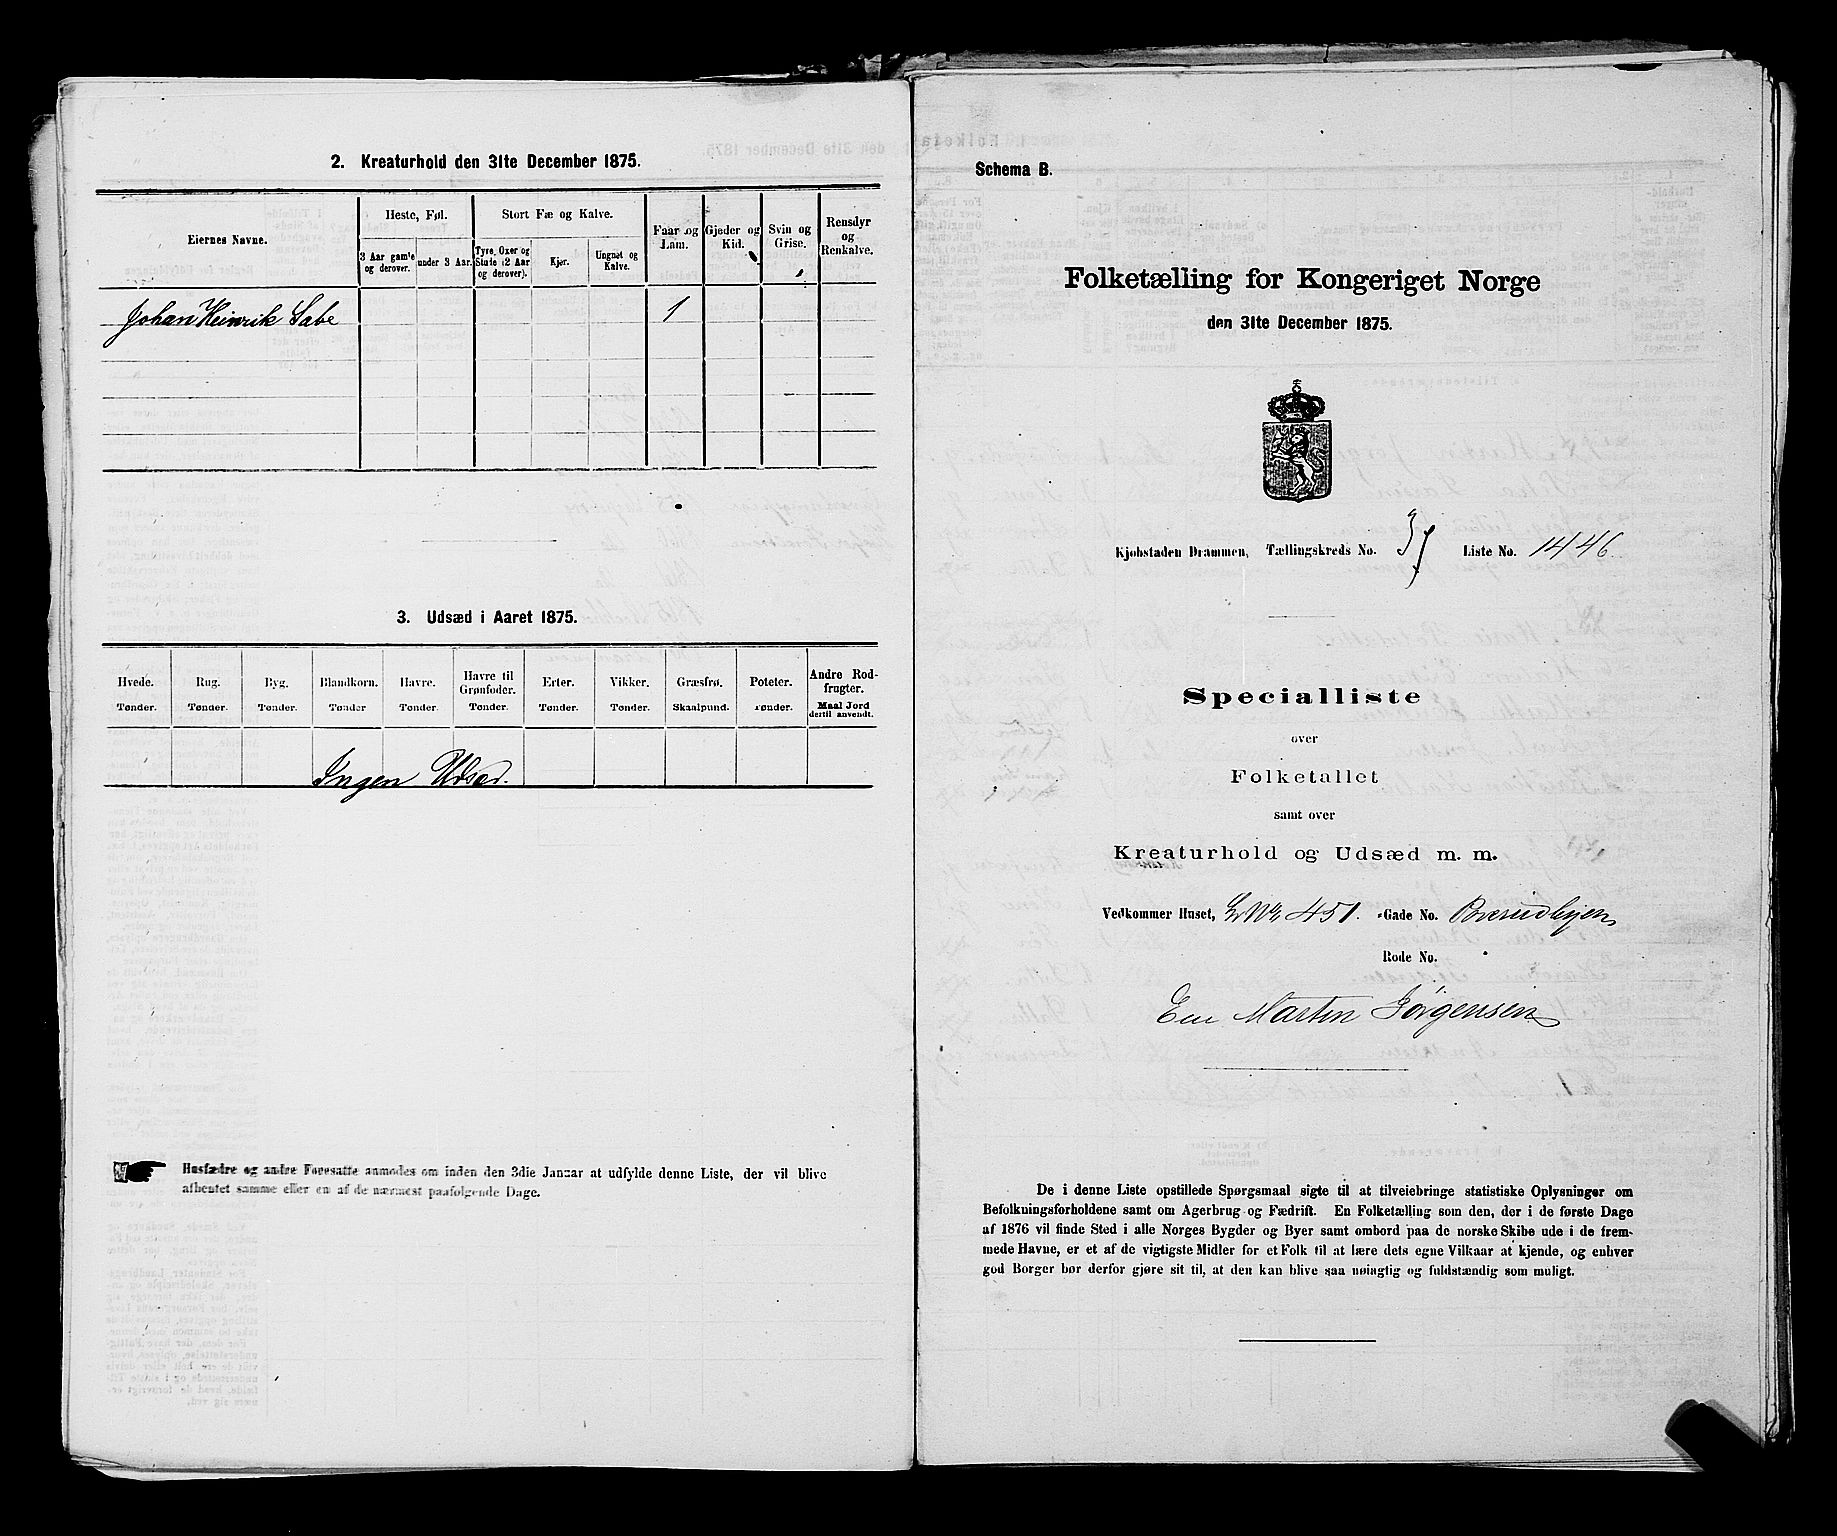 2. Kreaturhold den 31te December 1875.
Eiernes Navne.
Heste, Føl.
Stort Fæ og Kalve.
Faar og Lam.
Gjeder og Kid.
Svin og Grise.
Rensdyr og Renkalve.
3 Aar gamle og derover.
under 3 Aar.
Tyre, Oxer og Stude (2 Aar og derover).
Kjør.
Ungnøt og Kalve.
Johan Heinrik Sabe 1
3. Udsæd i Aaret 1875.
Hvede. Rug. Byg. Blandkorn. Havre. Havre til Grønfoder. Erter. Vikker. Græsfrø. Poteter. Andre Rodfrugter.
Tønder. Tønder. Tønder. Tønder Tønder. Tønder. Tønder. Tønder. Skaalpund. Tønder. Maal Jord dertil anvendt.
Ingen Udsæd.
Husfædre og andre Foresatte anmodes om inden den 3die Januar at udfylde denne Liste, der vil blive
afhentet samme eller en af de nærmest paafølgende Dage.
Schema B.
Folketælling for Kongeriget Norge
den 31te December 1875.
Kjøbstaden Drammen, Tællingskreds No. Liste No. 1446
Specialliste
over
Folketallet
samt over
Kreaturhold og Udsæd m. m.
Vedkommer Huset, 451. -Gade No.
Rode No.
Martin Jørgensen
De i denne Liste opstillede Spørgsmaal sigte til at tilveiebringe statistiske Oplysninger om
Befolkningsforholdene samt om Agerbrug og Fædrift. En Folketælling som den, der i de første Dage
af 1876 vil finde Sted i alle Norges Bygder og Byer samt ombord paa de norske Skibe ude i de frem-
mede Havne, er et af de vigtigste Midler for et Folk til at lære dets egne Vilkaar at kjende, og enhver
god Borger bør derfor gjøre sit til, at den kan blive saa nøiagtig og fuldstændig som muligt.